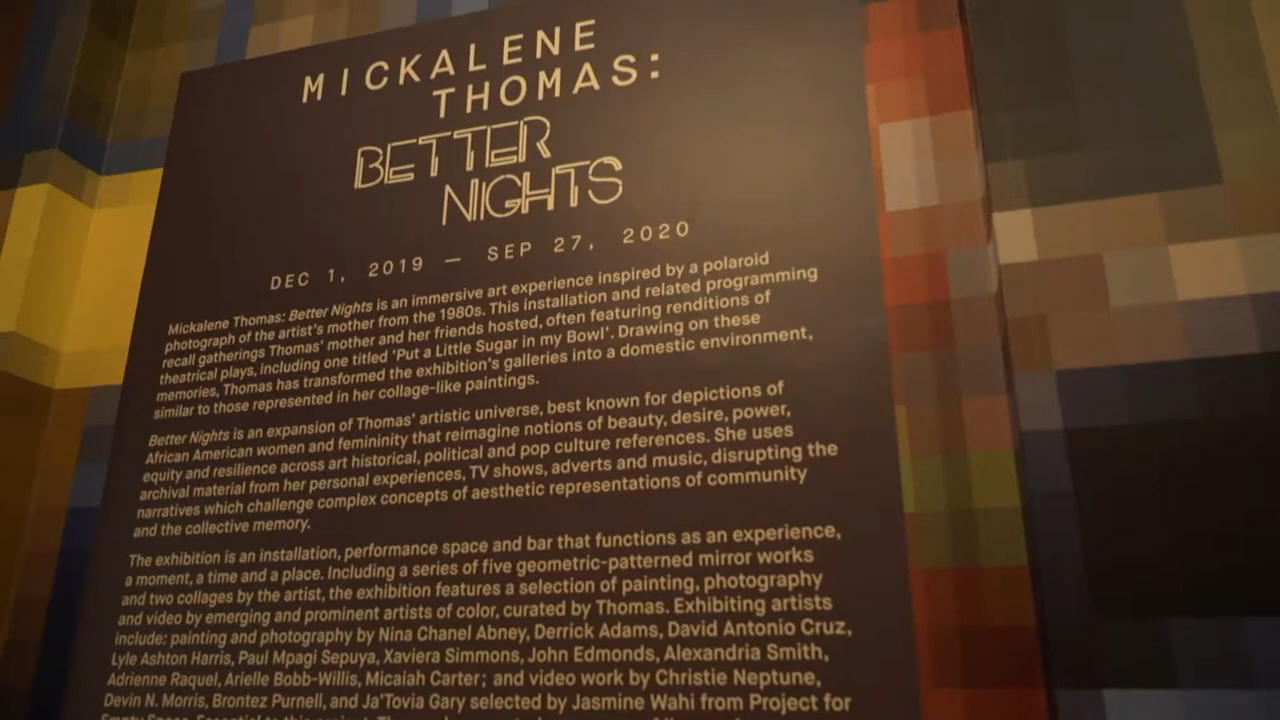 MICKALENE
THOMAS:
BETTER
NIGHTS
DEC 1, 2019 — SEP 27, 2020
Mickalene Thomas: Better Nights is an immersive art experience inspired by a polaroid
photograph of the artist's mother from the 1980s. This installation and related programming
recall gatherings Thomas' mother and her friends hosted, often featuring renditions of
theatrical plays, including one titled 'Put a Little Sugar in my Bowl'. Drawing on these
memories, Thomas has transformed the exhibition's galleries into a domestic environment,
similar to those represented in her collage-like paintings.
Better Nights is an expansion of Thomas' artistic universe, best known for depictions of
African American women and femininity that reimagine notions of beauty, desire, power,
equity and resilience across art historical, political and pop culture references. She uses
archival material from her personal experiences, TV shows, adverts and music, disrupting the
narratives which challenge complex concepts of aesthetic representations of community
and the collective memory.
The exhibition is an installation, performance space and bar that functions as an experience,
a moment, a time and a place. Including a series of five geometric-patterned mirror works
and two collages by the artist, the exhibition features a selection of painting, photography
and video by emerging and prominent artists of color, curated by Thomas. Exhibiting artists
include: painting and photography by Nina Chanel Abney, Derrick Adams, David Antonio Cruz,
Lyle Ashton Harris, Paul Mpagi Sepuya, Xaviera Simmons, John Edmonds, Alexandria Smith,
Adrienne Raquel, Arielle Bobb-Willis, Micaiah Carter; and video work by Christie Neptune,
Devin N. Morris, Brontez Purnell, and Ja'Tovia Gary selected by Jasmine Wahi from Project for